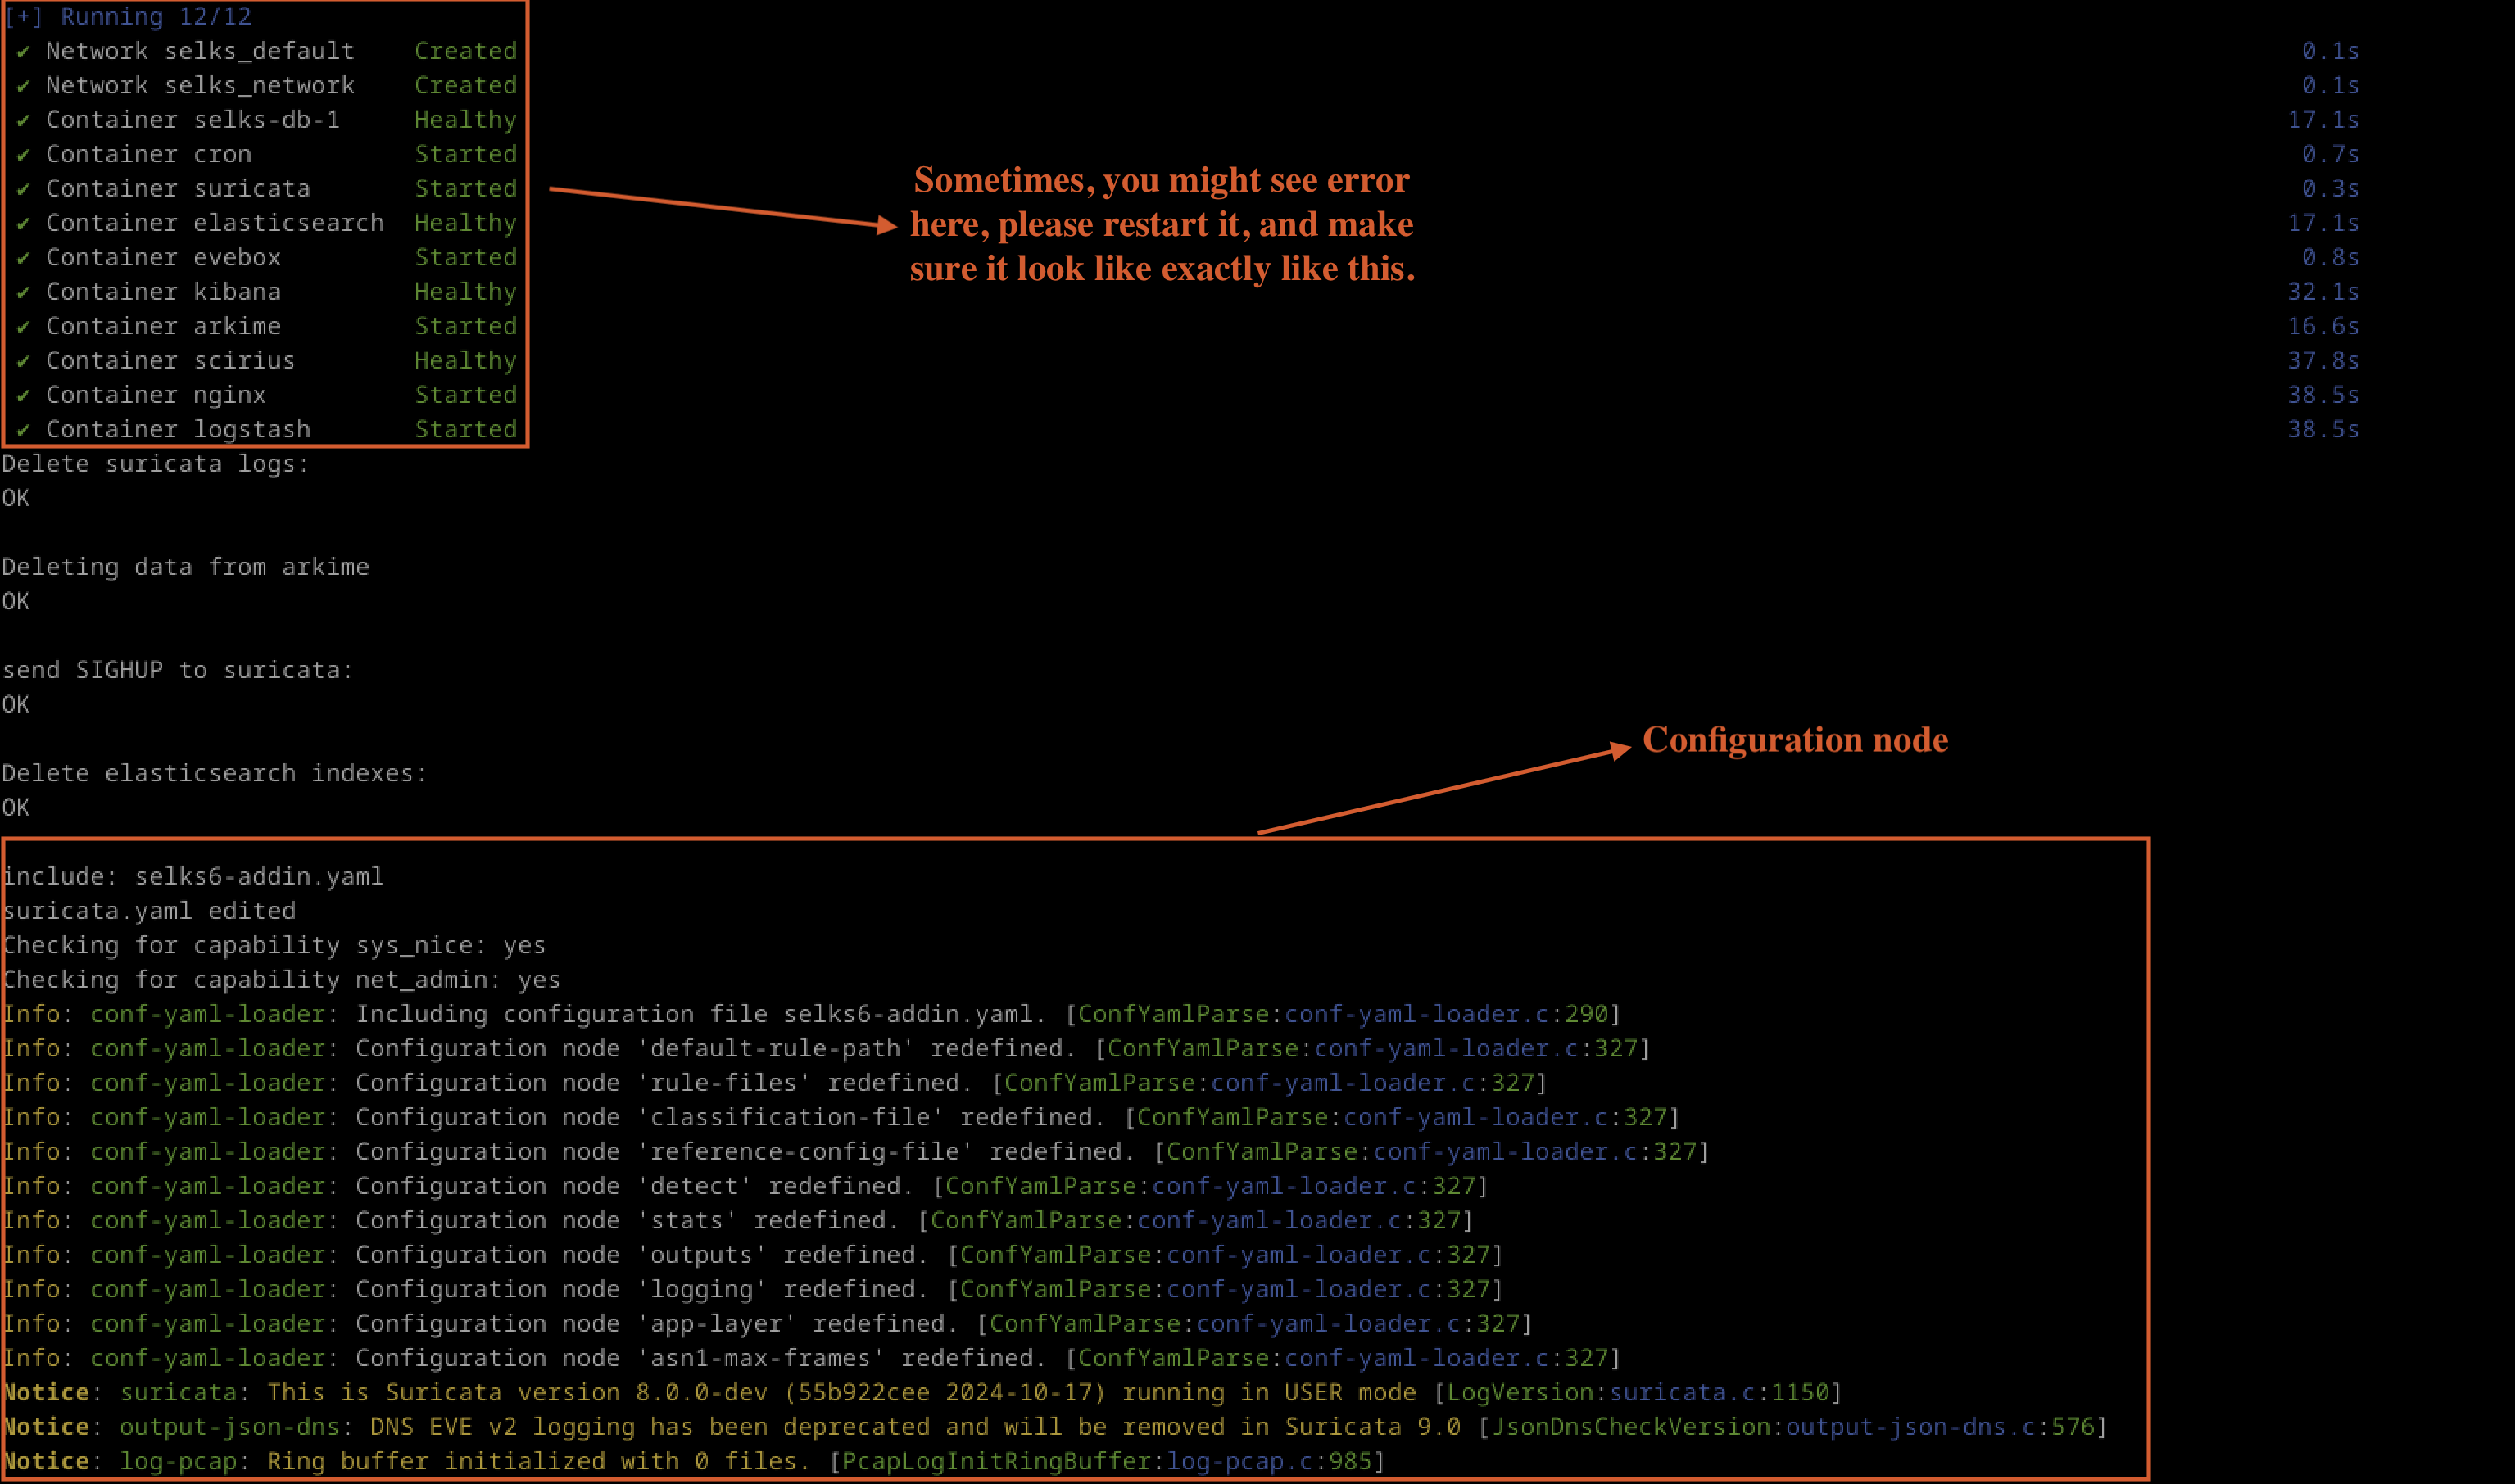 [+] Running 12/12
✔ Network selks_default Created 0.1s
✔ Network selks_network Created 0.1s
✔ Container selks-db-1 Healthy 17.1s
✔ Container cron Started 0.7s
✔ Container suricata Started 0.3s
✔ Container elasticsearch Healthy 17.1s
✔ Container evebox Started 0.8s
✔ Container kibana Healthy 32.1s
✔ Container arkime Started 16.6s
✔ Container scirius Healthy 37.8s
✔ Container nginx Started 38.5s
✔ Container logstash Started 38.5s
Sometimes, you might see error
here, please restart it, and make
sure it look like exactly like this.
Delete suricata logs:
OK
Deleting data from arkime
OK
send SIGHUP to suricata:
OK
Delete elasticsearch indexes:
OK
Configuration node
include: selks6-addin.yaml
suricata.yaml edited
Checking for capability sys_nice: yes
Checking for capability net_admin: yes
Info: conf-yaml-loader: Including configuration file selks6-addin.yaml. [ConfYamlParse:conf-yaml-loader.c:290]
Info: conf-yaml-loader: Configuration node 'default-rule-path' redefined. [ConfYamlParse:conf-yaml-loader.c:327]
Info: conf-yaml-loader: Configuration node 'rule-files' redefined. [ConfYamlParse:conf-yaml-loader.c:327]
Info: conf-yaml-loader: Configuration node 'classification-file' redefined. [ConfYamlParse:conf-yaml-loader.c:327]
Info: conf-yaml-loader: Configuration node 'reference-config-file' redefined. [ConfYamlParse:conf-yaml-loader.c:327]
Info: conf-yaml-loader: Configuration node 'detect' redefined. [ConfYamlParse:conf-yaml-loader.c:327]
Info: conf-yaml-loader: Configuration node 'stats' redefined. [ConfYamlParse:conf-yaml-loader.c:327]
Info: conf-yaml-loader: Configuration node 'outputs' redefined. [ConfYamlParse:conf-yaml-loader.c:327]
Info: conf-yaml-loader: Configuration node 'logging' redefined. [ConfYamlParse:conf-yaml-loader.c:327]
Info: conf-yaml-loader: Configuration node 'app-layer' redefined. [ConfYamlParse:conf-yaml-loader.c:327]
Info: conf-yaml-loader: Configuration node 'asn1-max-frames' redefined. [ConfYamlParse:conf-yaml-loader.c:327]
Notice: suricata: This is Suricata version 8.0.0-dev (55b922cee 2024-10-17) running in USER mode [LogVersion:suricata.c:1150]
Notice: output-json-dns: DNS EVE v2 logging has been deprecated and will be removed in Suricata 9.0 [JsonDnsCheckVersion:output-json-dns.c:576]
Notice: log-pcap: Ring buffer initialized with 0 files. [PcapLogInitRingBuffer:log-pcap.c:985]